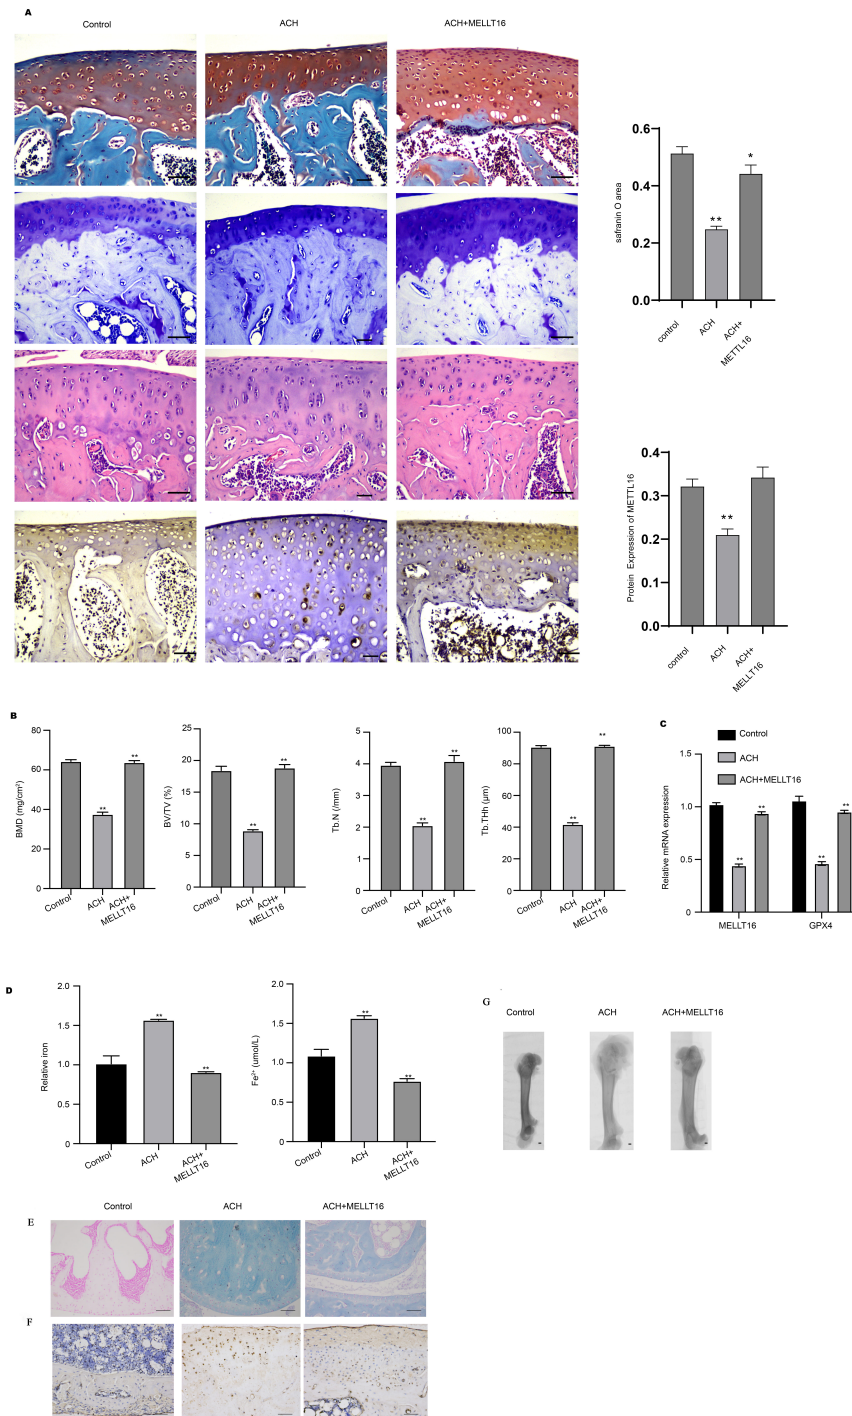 A
Control
ACH
ACH+MELLT16
0.6
0.4
0.2
0.0
safranin O area
**
*
control
ACH
ACH+
METTL16
0.4
0.3
0.2
0.1
0.0
Protein Expression of METTL16
**
control
ACH
ACH+
MELLT16
B
80
60
40
20
0
BMD (mg/cm²)
**
**
Control
ACH
ACH+
MELLT16
25
20
15
10
5
0
BV/TV (%)
**
**
Control
ACH
ACH+
MELLT16
5
4
3
2
1
0
Tb.N (/mm)
**
**
Control
ACH
ACH+
MELLT16
100
80
60
40
20
0
Tb.THh (μm)
**
**
Control
ACH
ACH+
MELLT16
C
Control
ACH
ACH+MELLT16
1.5
1.0
0.5
0
Relative mRNA expression
**
**
**
**
MELLT16
GPX4
D
2.0
1.5
1.0
0.5
0
Relative iron
**
**
Control
ACH
ACH+
MELLT16
2.0
1.5
1.0
0.5
0
Fe²⁺ (umol/L)
**
**
Control
ACH
ACH+
MELLT16
G
Control
ACH
ACH+MELLT16
Control
ACH
ACH+MELLT16
E
F